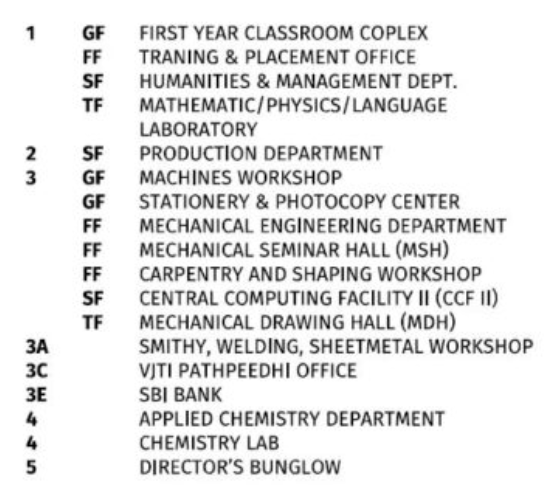 1 GF FIRST YEAR CLASSROOM COPLEX
FF TRANING & PLACEMENT OFFICE
SF HUMANITIES & MANAGEMENT DEPT.
TF MATHEMATIC/PHYSICS/LANGUAGE
LABORATORY
2 SF PRODUCTION DEPARTMENT
3 GF MACHINES WORKSHOP
GF STATIONERY & PHOTOCOPY CENTER
FF MECHANICAL ENGINEERING DEPARTMENT
FF MECHANICAL SEMINAR HALL (MSH)
FF CARPENTRY AND SHAPING WORKSHOP
SF CENTRAL COMPUTING FACILITY II (CCF II)
TF MECHANICAL DRAWING HALL (MDH)
3A SMITHY, WELDING, SHEETMETAL WORKSHOP
3C VJTI PATHPEEDHI OFFICE
3E SBI BANK
4 APPLIED CHEMISTRY DEPARTMENT
4 CHEMISTRY LAB
5 DIRECTOR'S BUNGLOW